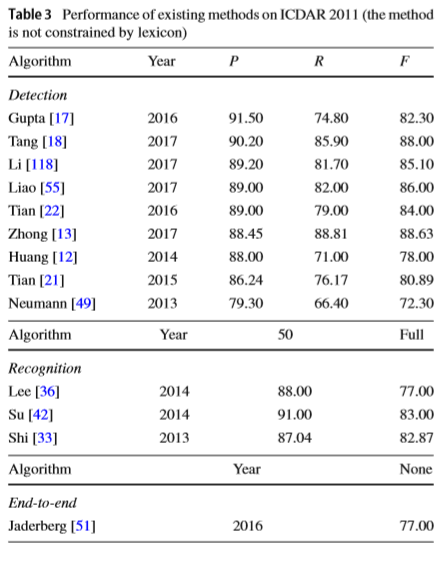 Table 3 Performance of existing methods on ICDAR 2011 (the method
is not constrained by lexicon)
Algorithm Year P R F
Detection
Gupta [17] 2016 91.50 74.80 82.30
Tang [18] 2017 90.20 85.90 88.00
Li [118] 2017 89.20 81.70 85.10
Liao [55] 2017 89.00 82.00 86.00
Tian [22] 2016 89.00 79.00 84.00
Zhong [13] 2017 88.45 88.81 88.63
Huang [12] 2014 88.00 71.00 78.00
Tian [21] 2015 86.24 76.17 80.89
Neumann [49] 2013 79.30 66.40 72.30
Algorithm Year 50 Full
Recognition
Lee [36] 2014 88.00 77.00
Su [42] 2014 91.00 83.00
Shi [33] 2013 87.04 82.87
Algorithm Year None
End-to-end
Jaderberg [51] 2016 77.00